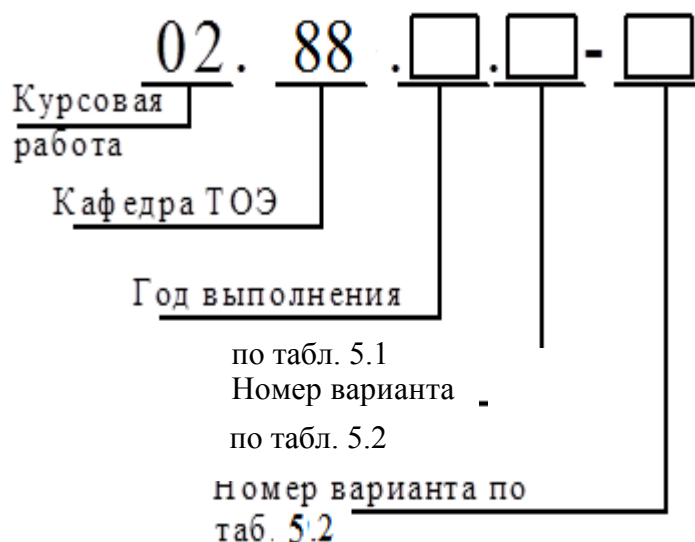 02. 88 . . -
Курсовая
работа
Кафедра ТОЭ
Год выполнения
по табл. 5.1
Номер варианта
по табл. 5.2
Номер варианта по
таб. 5.2